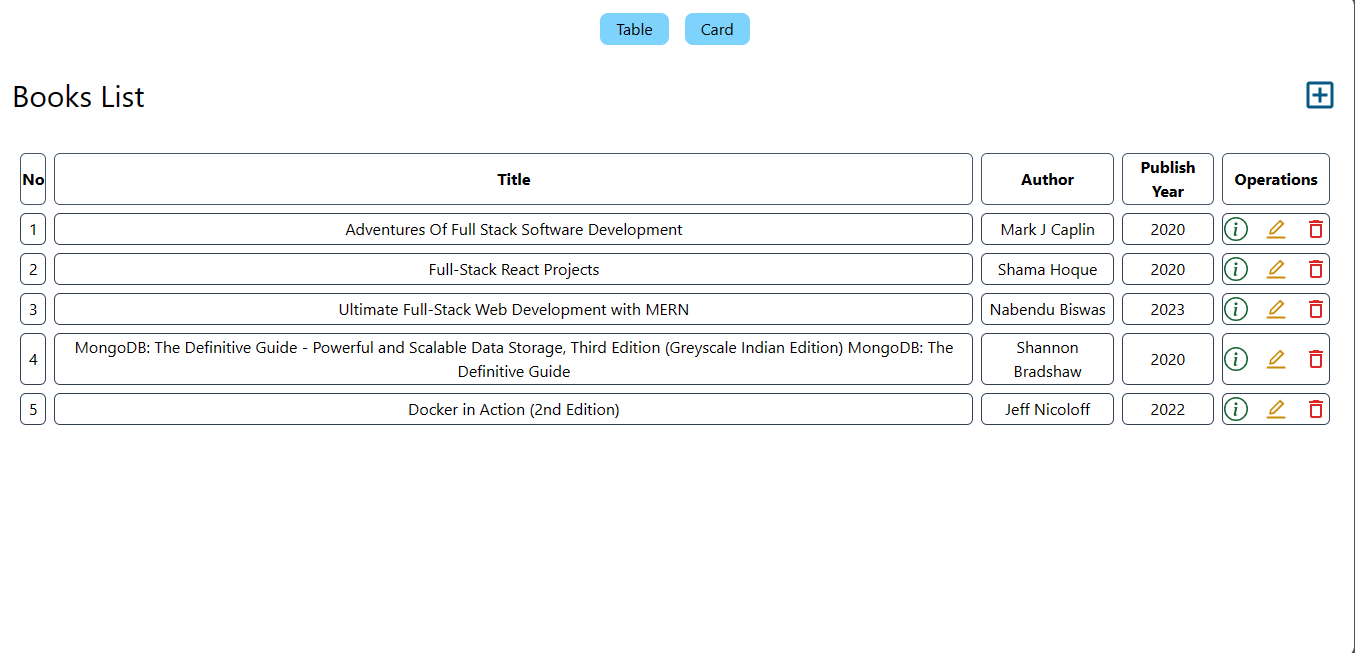 Table Card
Books List
No Title Author Publish Year Operations
1 Adventures Of Full Stack Software Development Mark J Caplin 2020
2 Full-Stack React Projects Shama Hoque 2020
3 Ultimate Full-Stack Web Development with MERN Nabendu Biswas 2023
4 MongoDB: The Definitive Guide - Powerful and Scalable Data Storage, Third Edition (Greyscale Indian Edition) MongoDB: The
Definitive Guide Shannon Bradshaw 2020
5 Docker in Action (2nd Edition) Jeff Nicoloff 2022